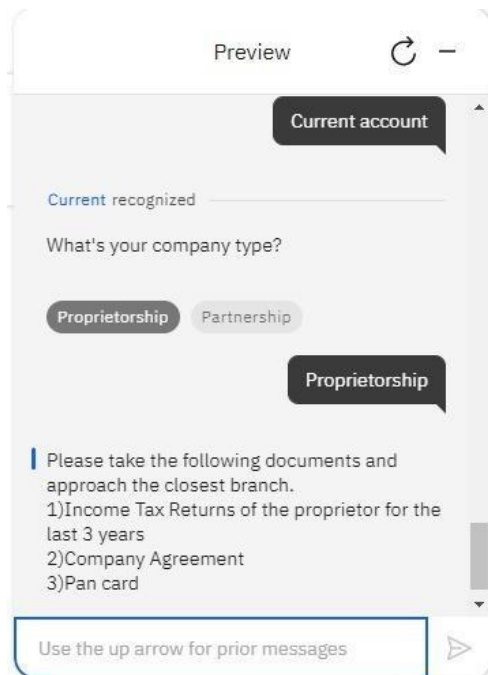 Preview
Current account
Current recognized
What's your company type?
Proprietorship Partnership
Proprietorship
Please take the following documents and
approach the closest branch.
1)Income Tax Returns of the proprietor for the
last 3 years
2)Company Agreement
3)Pan card
Use the up arrow for prior messages